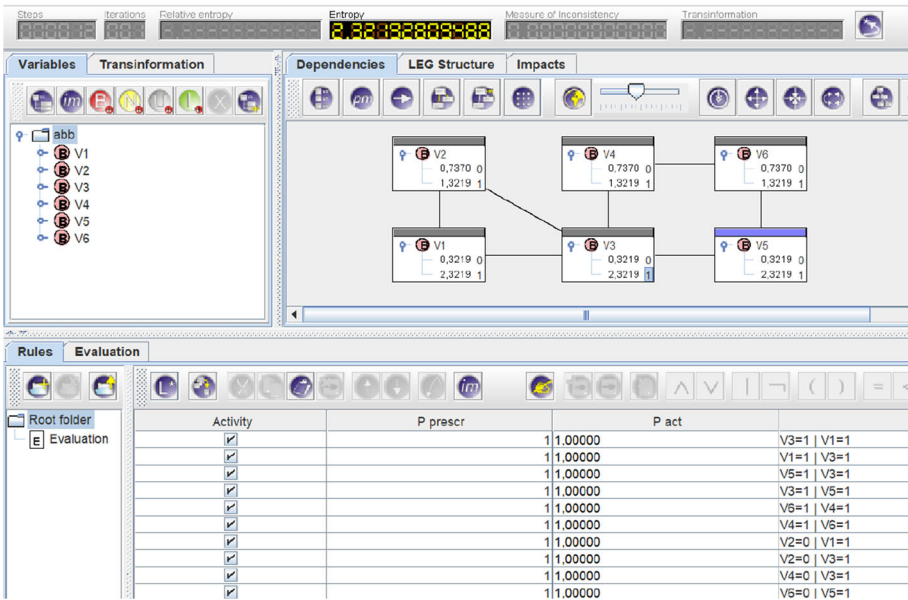 Steps Iterations Relative entropy Entropy Measure of Inconsistency Transinformation
2.32192809488
Variables Transinformation
Dependencies LEG Structure Impacts
im
pm
abb
B V1
B V2
B V3
B V4
B V5
B V6
B V2
0,7370 0
1,3219 1
B V4
0,7370 0
1,3219 1
B V6
0,7370 0
1,3219 1
B V1
0,3219 0
2,3219 1
B V3
0,3219 0
2,3219 1
B V5
0,3219 0
2,3219 1
Rules Evaluation
im
Root folder
E Evaluation
Activity P prescr P act
1 1,00000 V3=1 | V1=1
1 1,00000 V1=1 | V3=1
1 1,00000 V5=1 | V3=1
1 1,00000 V3=1 | V5=1
1 1,00000 V6=1 | V4=1
1 1,00000 V4=1 | V6=1
1 1,00000 V2=0 | V1=1
1 1,00000 V2=0 | V3=1
1 1,00000 V4=0 | V3=1
1 1,00000 V6=0 | V5=1